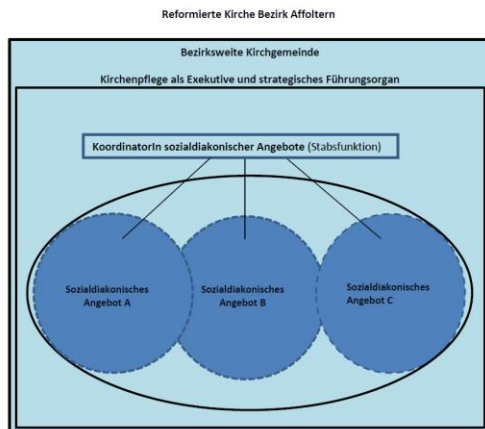 Reformierte Kirche Bezirk Affoltern
Bezirksweite Kirchgemeinde
Kirchenpflege als Exekutive und strategisches Führungsorgan
KoordinatorIn sozialdiakonischer Angebote (Stabsfunktion)
Sozialdiakonisches
Angebot A
Sozialdiakonisches
Angebot B
Sozialdiakonisches
Angebot C